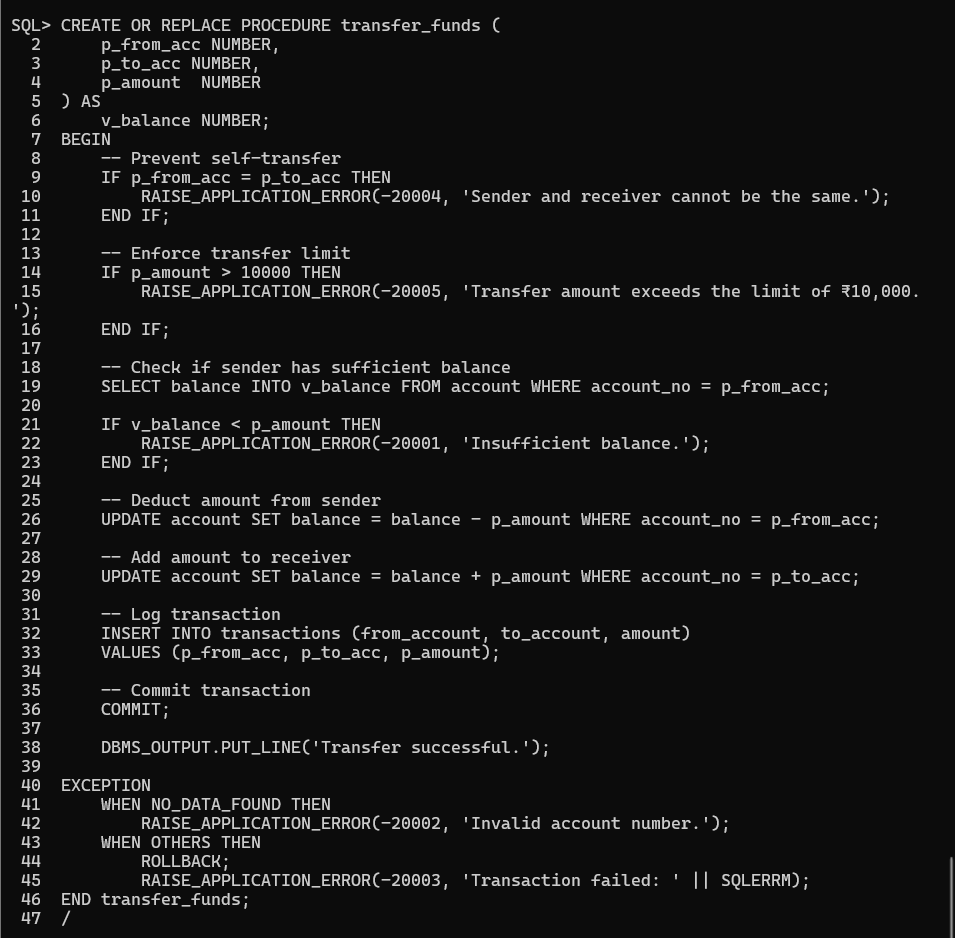 SQL> CREATE OR REPLACE PROCEDURE transfer_funds (
  2      p_from_acc NUMBER,
  3      p_to_acc NUMBER,
  4      p_amount  NUMBER
  5  ) AS
  6      v_balance NUMBER;
  7  BEGIN
  8      -- Prevent self-transfer
  9      IF p_from_acc = p_to_acc THEN
 10          RAISE_APPLICATION_ERROR(-20004, 'Sender and receiver cannot be the same.');
 11      END IF;
 12
 13      -- Enforce transfer limit
 14      IF p_amount > 10000 THEN
 15          RAISE_APPLICATION_ERROR(-20005, 'Transfer amount exceeds the limit of ₹10,000.
');
 16      END IF;
 17
 18      -- Check if sender has sufficient balance
 19      SELECT balance INTO v_balance FROM account WHERE account_no = p_from_acc;
 20
 21      IF v_balance < p_amount THEN
 22          RAISE_APPLICATION_ERROR(-20001, 'Insufficient balance.');
 23      END IF;
 24
 25      -- Deduct amount from sender
 26      UPDATE account SET balance = balance - p_amount WHERE account_no = p_from_acc;
 27
 28      -- Add amount to receiver
 29      UPDATE account SET balance = balance + p_amount WHERE account_no = p_to_acc;
 30
 31      -- Log transaction
 32      INSERT INTO transactions (from_account, to_account, amount)
 33      VALUES (p_from_acc, p_to_acc, p_amount);
 34
 35      -- Commit transaction
 36      COMMIT;
 37
 38      DBMS_OUTPUT.PUT_LINE('Transfer successful.');
 39
 40  EXCEPTION
 41      WHEN NO_DATA_FOUND THEN
 42          RAISE_APPLICATION_ERROR(-20002, 'Invalid account number.');
 43      WHEN OTHERS THEN
 44          ROLLBACK;
 45          RAISE_APPLICATION_ERROR(-20003, 'Transaction failed: ' || SQLERRM);
 46  END transfer_funds;
 47  /